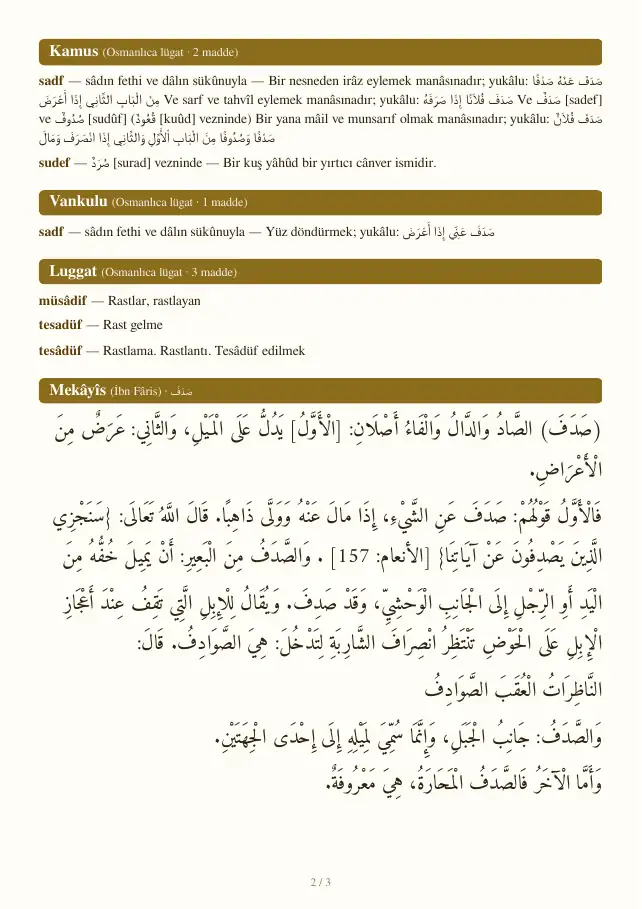 Kamus (Osmanlıca lügat · 2 madde)
sadf — sâdın fethi ve dâlın sükûnuyla — Bir nesneden irâz eylemek manâsınadır; yukâlu: صَدَفَ عَنْهُ صَدْفًا
مِنَ الْبَابِ الثَّانِي إِذَا أَعْرَضَ Ve sarf ve tahvîl eylemek manâsınadır; yukâlu: صَدَفَ فُلَانًا إِذَا صَرَفَهُ Ve صَدَفٌ [sadef]
ve صُدُوفٌ [sudûf] (قُعُودٌ [kuûd] vezninde) Bir yana mâil ve munsarıf olmak manâsınadır; yukâlu: صَدَفَ فُلَانٌ
صَدْفًا وَصُدُوفًا مِنَ الْبَابِ الْأَوَّلِ وَالثَّانِي إِذَا انْصَرَفَ وَمَالَ
sudef — صُرَدٌ [surad] vezninde — Bir kuş yâhûd bir yırtıcı cânver ismidir.
Vankulu (Osmanlıca lügat · 1 madde)
sadf — sâdın fethi ve dâlın sükûnuyla — Yüz döndürmek; yukâlu: صَدَفَ عَنِّي إِذَا أَعْرَضَ
Luggat (Osmanlıca lügat · 3 madde)
müsâdif — Rastlar, rastlayan
tesadüf — Rast gelme
tesâdüf — Rastlama. Rastlantı. Tesâdüf edilmek
Mekâyîs (İbn Fâris) · صَدَفَ
(صَدَفَ) الصَّادُ وَالدَّالُ وَالْفَاءُ أَصْلَانِ: [الْأَوَّلُ] يَدُلُّ عَلَى الْمَيْلِ، وَالثَّانِي: عَرَضٌ مِنَ
الْأَعْرَاضِ.
فَالْأَوَّلُ قَوْلُهُمْ: صَدَفَ عَنِ الشَّيْءِ، إِذَا مَالَ عَنْهُ وَوَلَّى ذَاهِبًا. قَالَ اللَّهُ تَعَالَى: {سَنَجْزِي
الَّذِينَ يَصْدِفُونَ عَنْ آيَاتِنَا} [الأنعام: 157] . وَالصَّدَفُ مِنَ الْبَعِيرِ: أَنْ يَمِيلَ خُفُّهُ مِنَ
الْيَدِ أَوِ الرِّجْلِ إِلَى الْجَانِبِ الْوَحْشِيِّ، وَقَدْ صَدِفَ. وَيُقَالُ لِلْإِبِلِ الَّتِي تَقِفُ عِنْدَ أَعْجَازِ
الْإِبِلِ عَلَى الْحَوْضِ تَنْتَظِرُ انْصِرَافَ الشَّارِبَةِ لِتَدْخُلَ: هِيَ الصَّوَادِفُ. قَالَ:
النَّاظِرَاتُ الْعُقَبَ الصَّوَادِفُ
وَالصَّدَفُ: جَانِبُ الْجَبَلِ، وَإِنَّمَا سُمِّيَ لِمَيْلِهِ إِلَى إِحْدَى الْجِهَتَيْنِ.
وَأَمَّا الْآخَرُ فَالصَّدَفُ الْمَحَارَةُ، هِيَ مَعْرُوفَةٌ.
2 / 3